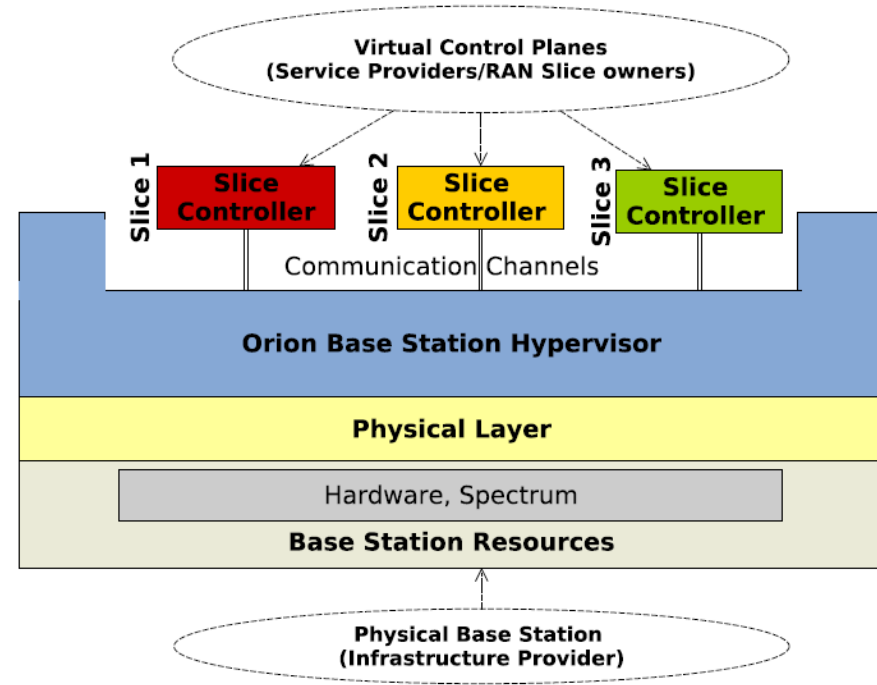 Virtual Control Planes
(Service Providers/RAN Slice owners)
Slice 1
Slice
Controller
Slice 2
Slice
Controller
Slice 3
Slice
Controller
Communication Channels
Orion Base Station Hypervisor
Physical Layer
Hardware, Spectrum
Base Station Resources
Physical Base Station
(Infrastructure Provider)